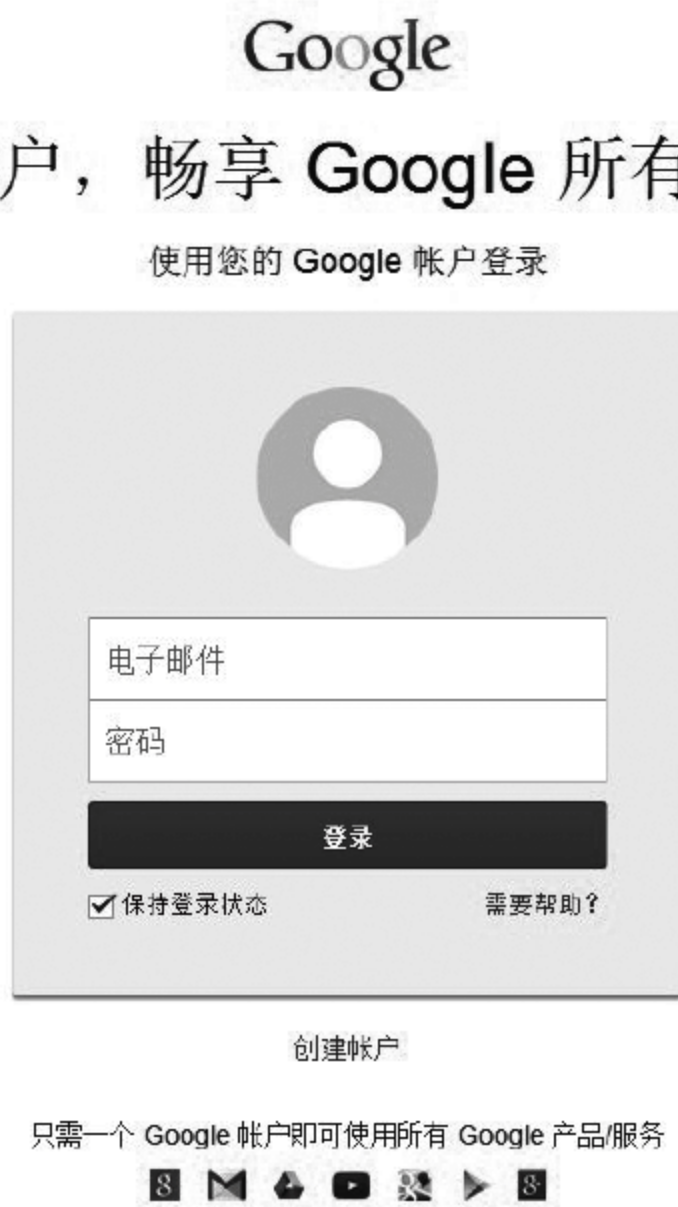 Google
户，畅享 Google 所有
使用您的 Google 帐户登录
电子邮件
密码
登录
保持登录状态 需要帮助？
创建帐户
只需一个 Google 帐户即可使用所有 Google 产品/服务